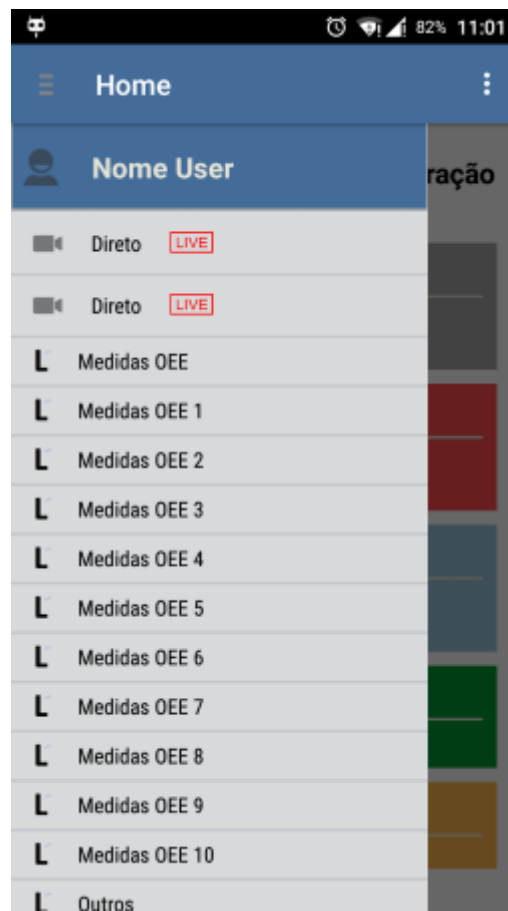 82% 11:01
Home
Nome User
ração
Direto LIVE
Direto LIVE
L Medidas OEE
L Medidas OEE 1
L Medidas OEE 2
L Medidas OEE 3
L Medidas OEE 4
L Medidas OEE 5
L Medidas OEE 6
L Medidas OEE 7
L Medidas OEE 8
L Medidas OEE 9
L Medidas OEE 10
L Outros